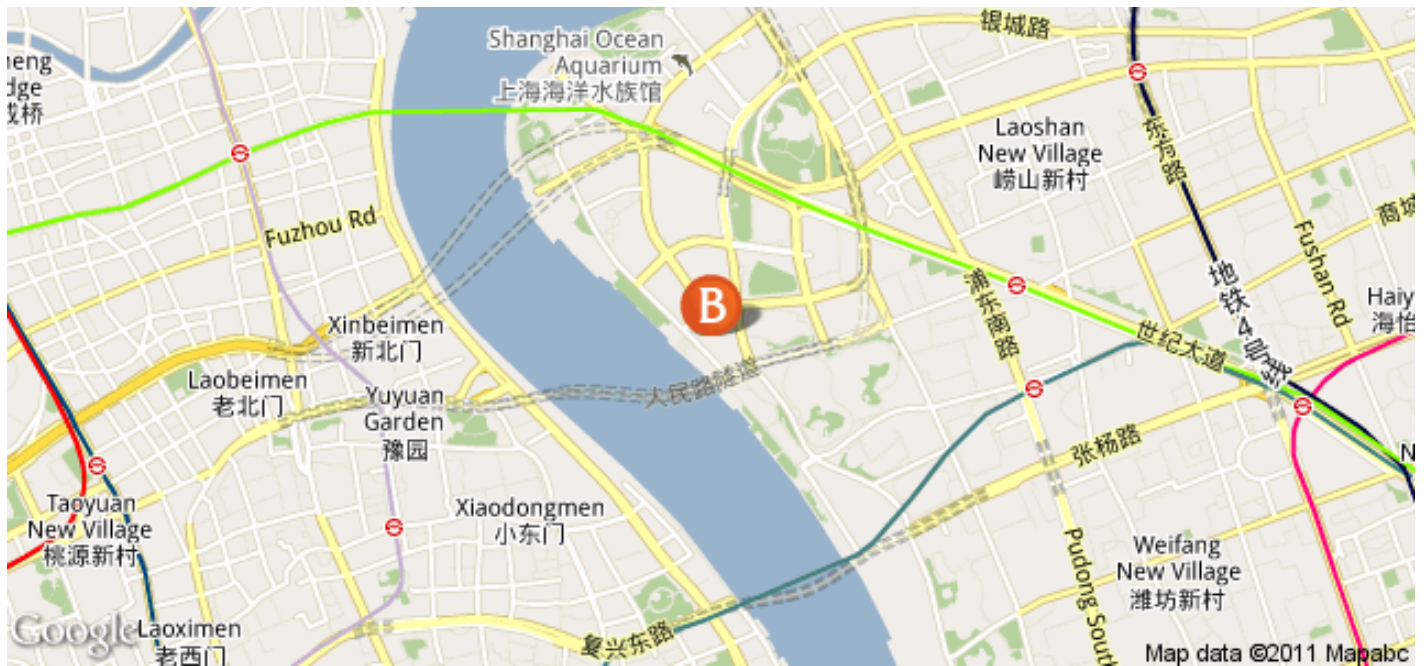 银城路
Shanghai Ocean
Aquarium
上海海洋水族馆
heng
dge
成桥
Laoshan
New Village
崂山新村
东方路
商城
Fuzhou Rd
Fushan Rd
浦东南路
地铁4号线
Haiy
海怡
B
Xinbeimen
新北门
世纪大道
Laobeimen
老北门
人民路隧道
Yuyuan
Garden
豫园
张杨路
N
Taoyuan
New Village
桃源新村
Xiaodongmen
小东门
Pudong South
Weifang
New Village
潍坊新村
Google
Laoximen
老西门
复兴东路
Map data ©2011 Mapabc